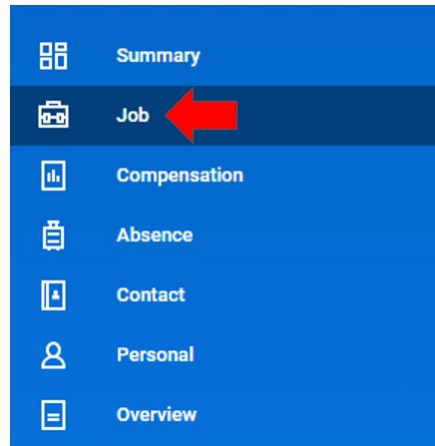 Summary
Job
Compensation
Absence
Contact
Personal
Overview